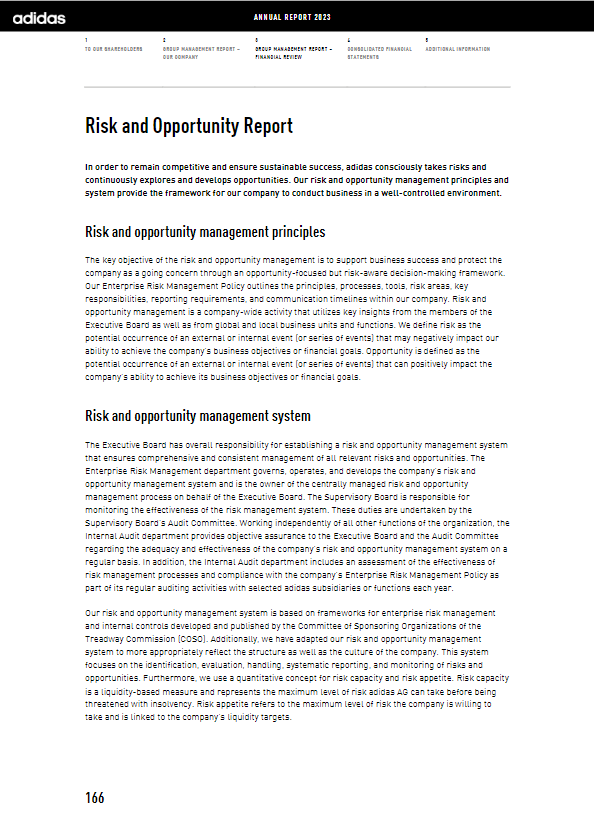 adidas
ANNUAL REPORT 2023
1
TO OUR SHAREHOLDERS
2
GROUP MANAGEMENT REPORT –
OUR COMPANY
3
GROUP MANAGEMENT REPORT –
FINANCIAL REVIEW
4
CONSOLIDATED FINANCIAL
STATEMENTS
5
ADDITIONAL INFORMATION
Risk and Opportunity Report
In order to remain competitive and ensure sustainable success, adidas consciously takes risks and
continuously explores and develops opportunities. Our risk and opportunity management principles and
system provide the framework for our company to conduct business in a well-controlled environment.
Risk and opportunity management principles
The key objective of the risk and opportunity management is to support business success and protect the
company as a going concern through an opportunity-focused but risk-aware decision-making framework.
Our Enterprise Risk Management Policy outlines the principles, processes, tools, risk areas, key
responsibilities, reporting requirements, and communication timelines within our company. Risk and
opportunity management is a company-wide activity that utilizes key insights from the members of the
Executive Board as well as from global and local business units and functions. We define risk as the
potential occurrence of an external or internal event (or series of events) that may negatively impact our
ability to achieve the company's business objectives or financial goals. Opportunity is defined as the
potential occurrence of an external or internal event (or series of events) that can positively impact the
company's ability to achieve its business objectives or financial goals.
Risk and opportunity management system
The Executive Board has overall responsibility for establishing a risk and opportunity management system
that ensures comprehensive and consistent management of all relevant risks and opportunities. The
Enterprise Risk Management department governs, operates, and develops the company's risk and
opportunity management system and is the owner of the centrally managed risk and opportunity
management process on behalf of the Executive Board. The Supervisory Board is responsible for
monitoring the effectiveness of the risk management system. These duties are undertaken by the
Supervisory Board's Audit Committee. Working independently of all other functions of the organization, the
Internal Audit department provides objective assurance to the Executive Board and the Audit Committee
regarding the adequacy and effectiveness of the company's risk and opportunity management system on a
regular basis. In addition, the Internal Audit department includes an assessment of the effectiveness of
risk management processes and compliance with the company's Enterprise Risk Management Policy as
part of its regular auditing activities with selected adidas subsidiaries or functions each year.
Our risk and opportunity management system is based on frameworks for enterprise risk management
and internal controls developed and published by the Committee of Sponsoring Organizations of the
Treadway Commission (COSO). Additionally, we have adapted our risk and opportunity management
system to more appropriately reflect the structure as well as the culture of the company. This system
focuses on the identification, evaluation, handling, systematic reporting, and monitoring of risks and
opportunities. Furthermore, we use a quantitative concept for risk capacity and risk appetite. Risk capacity
is a liquidity-based measure and represents the maximum level of risk adidas AG can take before being
threatened with insolvency. Risk appetite refers to the maximum level of risk the company is willing to
take and is linked to the company's liquidity targets.
166